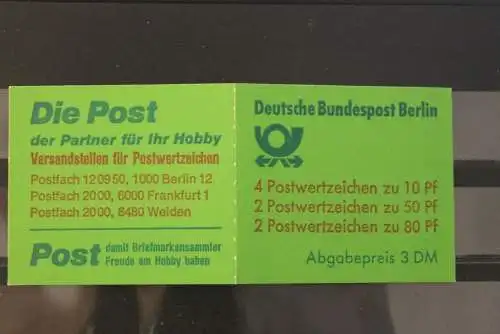 Die Post
der Partner für Ihr Hobby
Versandstellen für Postwertzeichen
Postfach 120950, 1000 Berlin 12
Postfach 2000, 6000 Frankfurt 1
Postfach 2000, 8480 Weiden
Post damit Briefmarkensammler
Freude am Hobby haben
Deutsche Bundespost Berlin
4 Postwertzeichen zu 10 Pf
2 Postwertzeichen zu 50 Pf
2 Postwertzeichen zu 80 Pf
Abgabepreis 3 DM